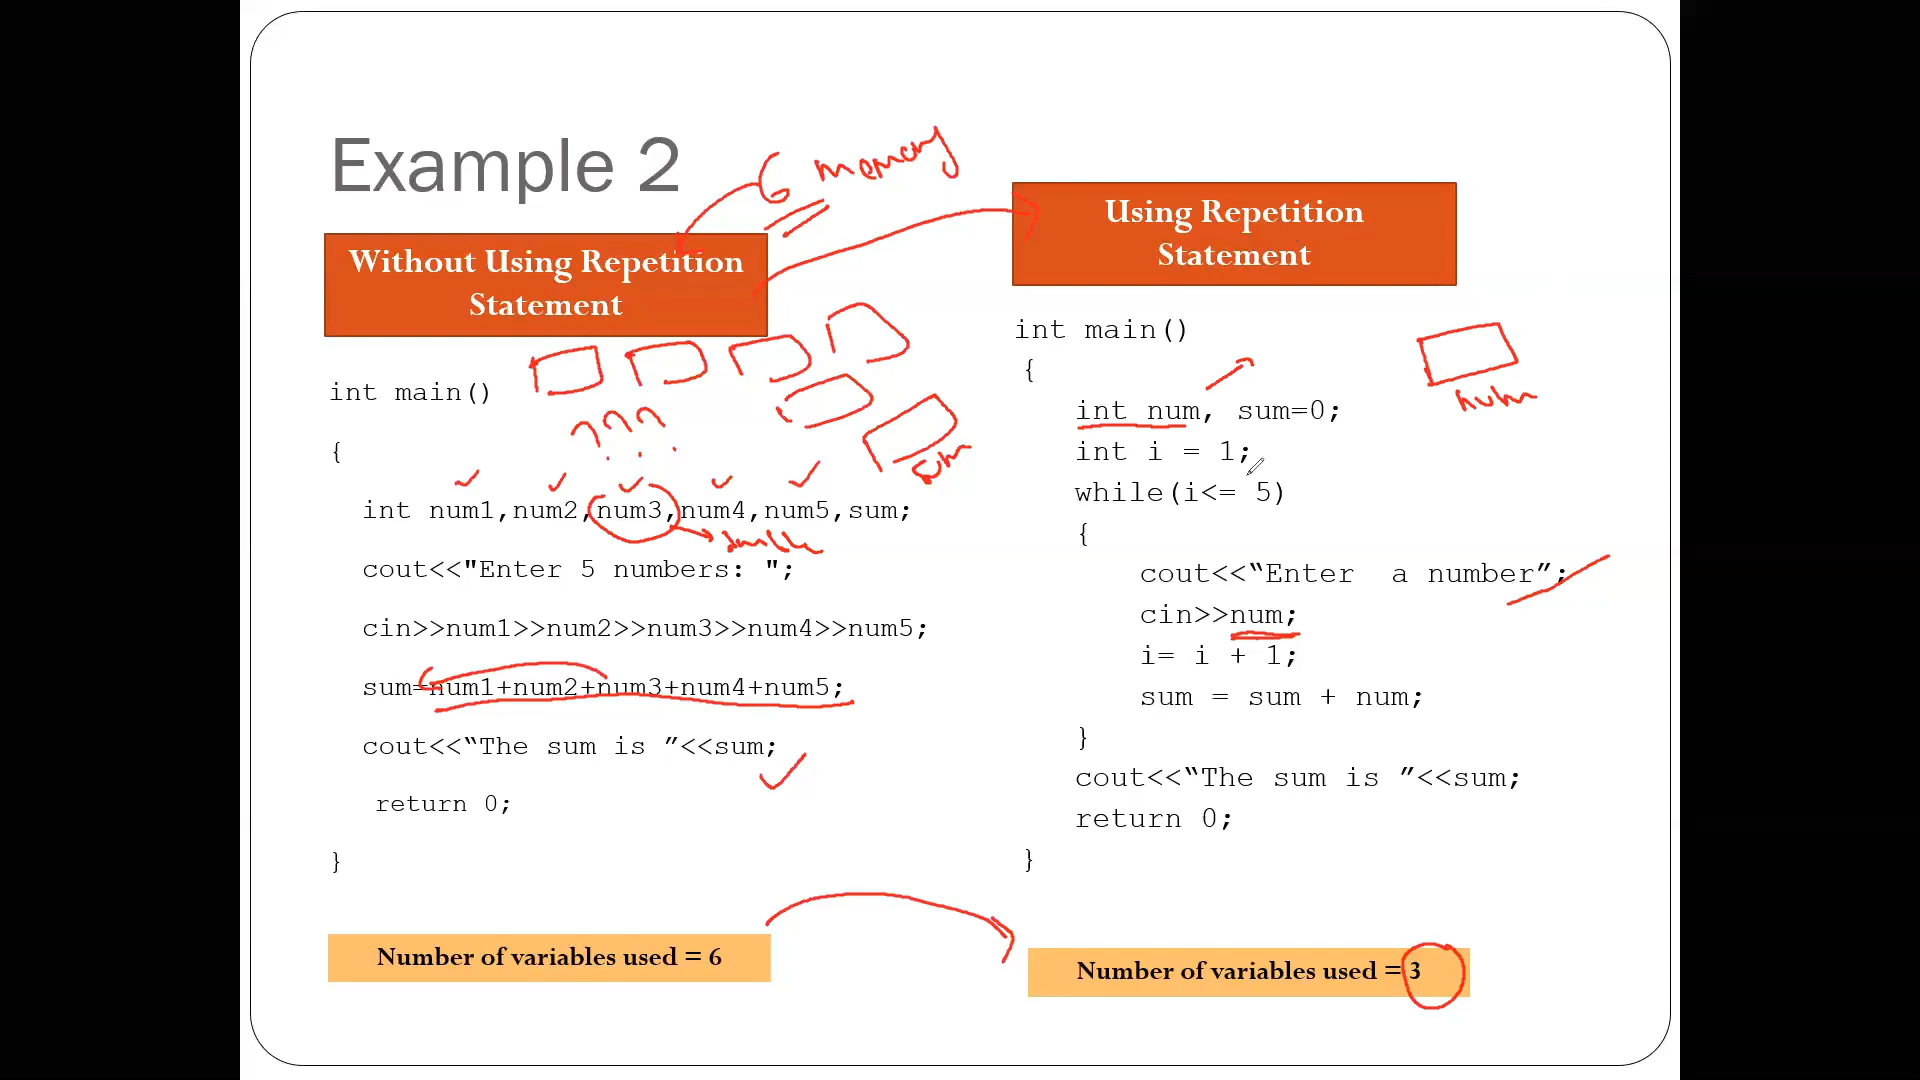 Example 2
6 memory
Without Using Repetition
Statement
int main()
{
???
sum
int num1,num2,num3,num4,num5,sum;
cout<<"Enter 5 numbers: ";
cin>>num1>>num2>>num3>>num4>>num5;
sum=num1+num2+num3+num4+num5;
cout<<“The sum is ”<<sum;
return 0;
}
Number of variables used = 6
Using Repetition
Statement
int main()
{
num
int num, sum=0;
int i = 1;
while(i<= 5)
{
cout<<“Enter  a number”;
cin>>num;
i= i + 1;
sum = sum + num;
}
cout<<“The sum is ”<<sum;
return 0;
}
Number of variables used = 3